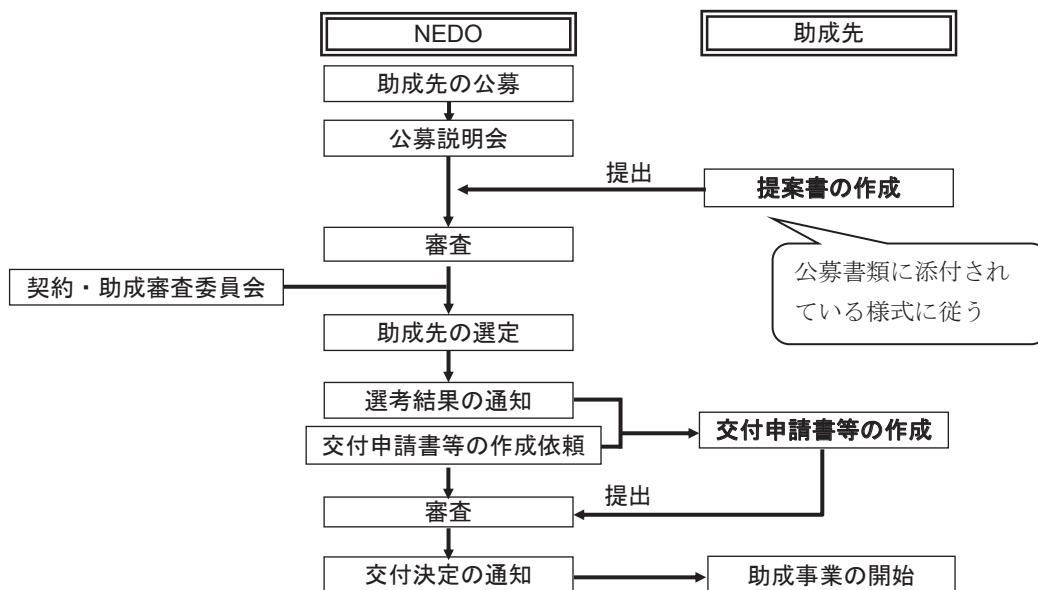 NEDO
助成先
助成先の公募
公募説明会
提出
提案書の作成
審査
公募書類に添付され
ている様式に従う
契約・助成審査委員会
助成先の選定
選考結果の通知
交付申請書等の作成
交付申請書等の作成依頼
提出
審査
交付決定の通知
助成事業の開始